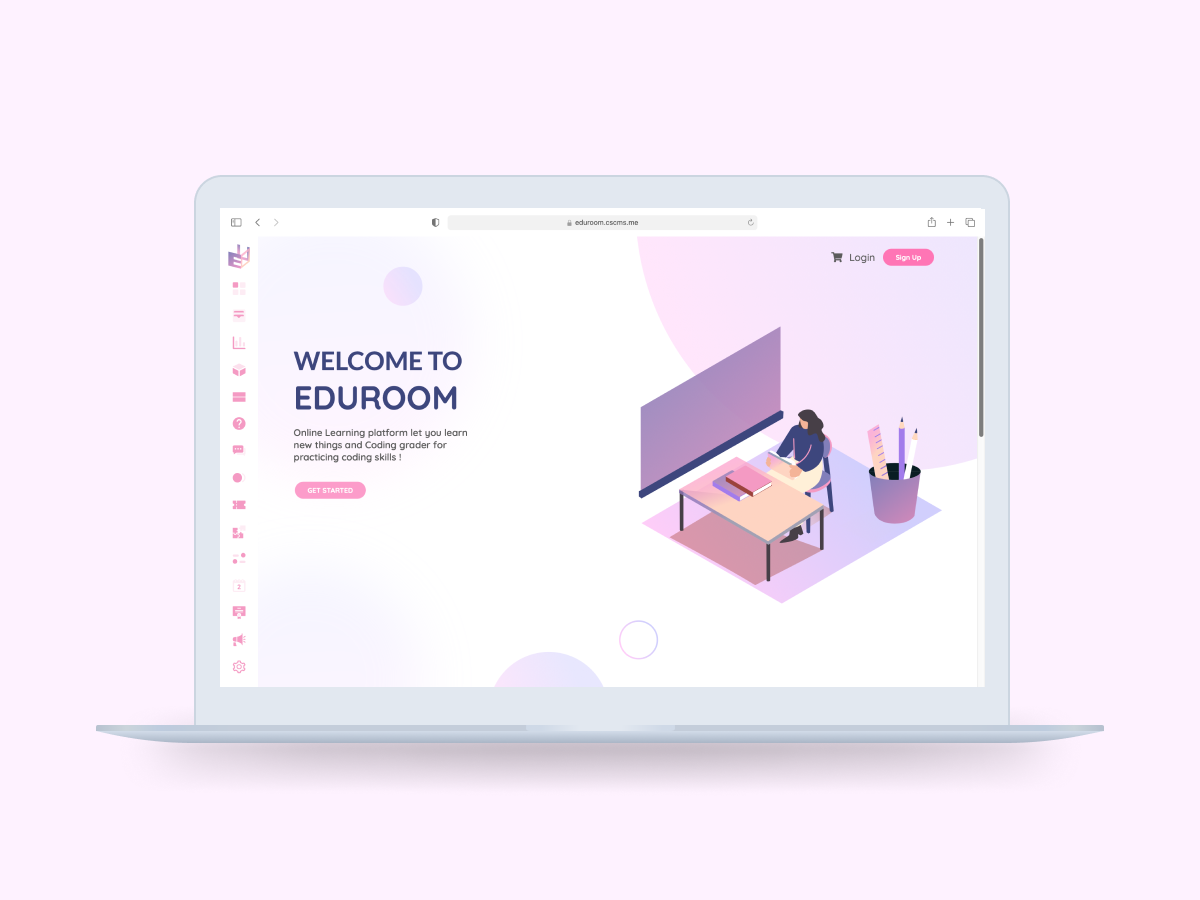 eduroom.cscms.me
Login
Sign Up
WELCOME TO
EDUROOM
Online Learning platform let you learn
new things and Coding grader for
practicing coding skills !
GET STARTED
2